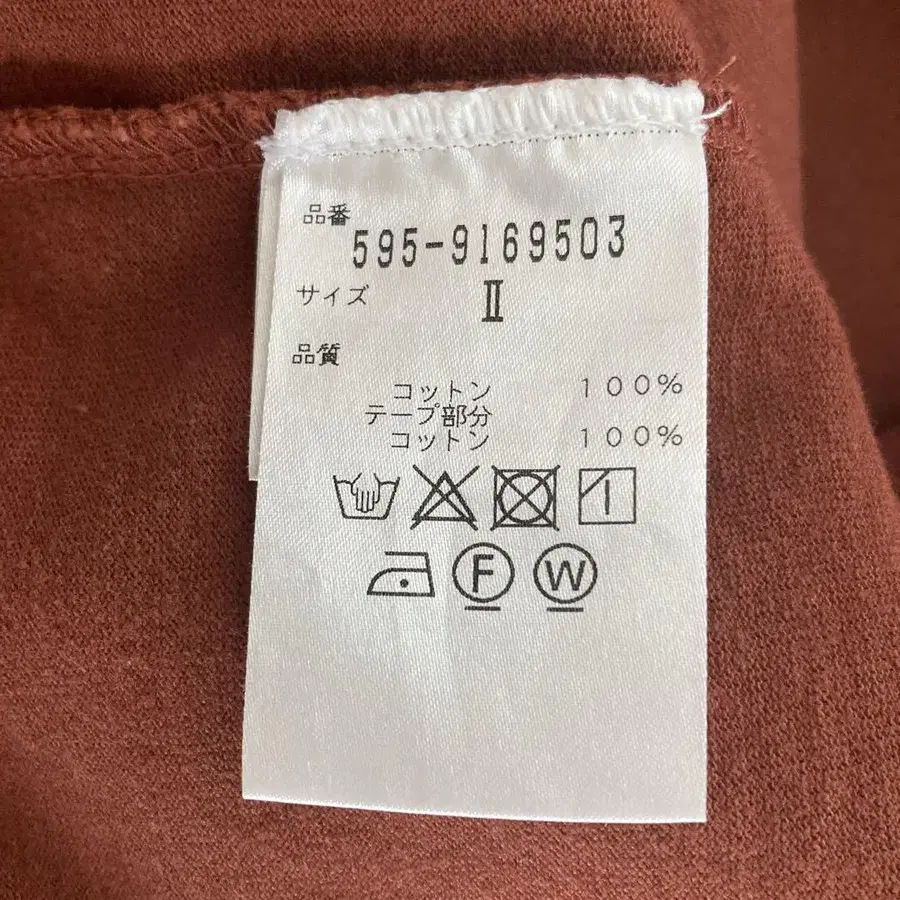 品番
595-9169503
サイズ
Ⅱ
品質
コットン 100%
テープ部分
コットン 100%
F
W